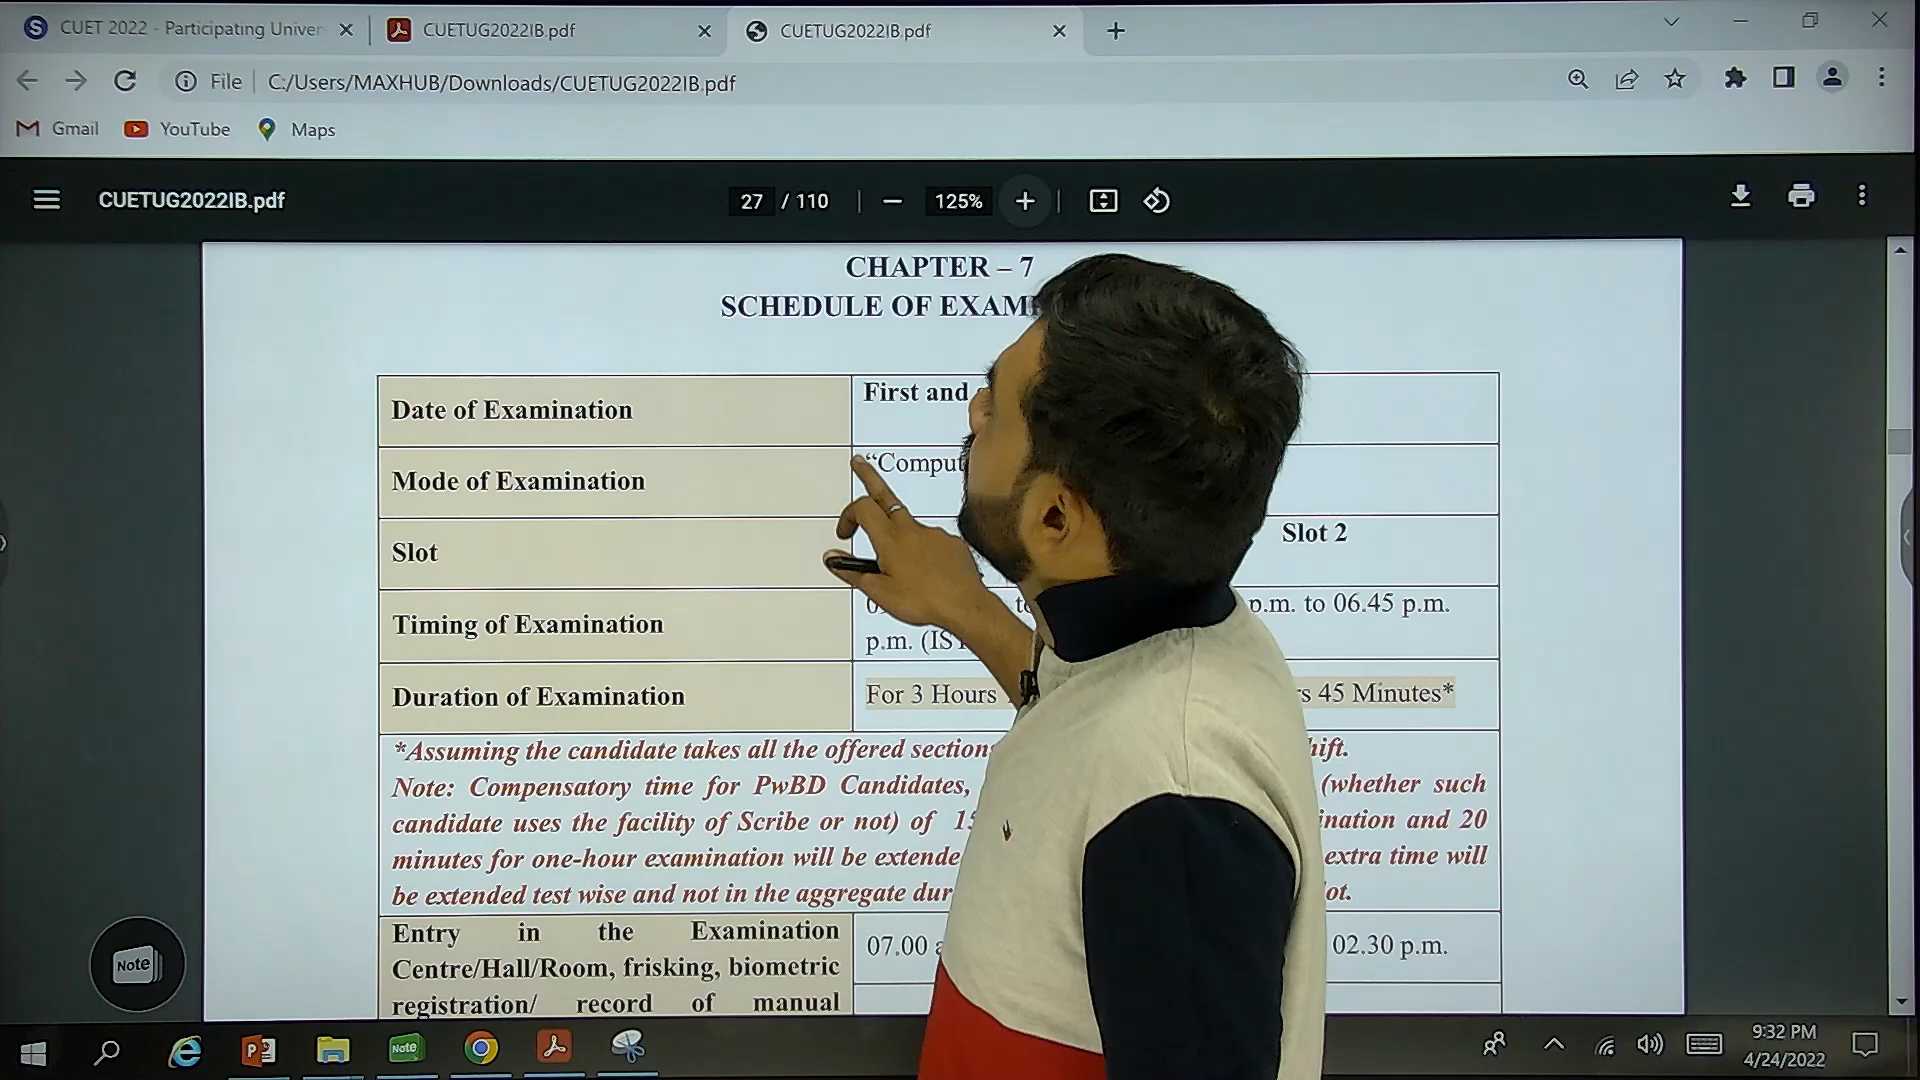 CUET 2022 - Participating Univer
CUETUG2022IB.pdf
CUETUG2022IB.pdf
File
C:/Users/MAXHUB/Downloads/CUETUG2022IB.pdf
Gmail
YouTube
Maps
CUETUG2022IB.pdf
27 / 110
125%
CHAPTER – 7
SCHEDULE OF EXAM
Date of Examination
First and
Mode of Examination
“Comput
Slot
Slot 2
Timing of Examination
p.m. (IST
p.m. to 06.45 p.m.
Duration of Examination
For 3 Hours
45 Minutes*
*Assuming the candidate takes all the offered section
Note: Compensatory time for PwBD Candidates,
(whether such
candidate uses the facility of Scribe or not) of 15
ination and 20
minutes for one-hour examination will be extende
extra time will
be extended test wise and not in the aggregate dur
Entry in the Examination
Centre/Hall/Room, frisking, biometric
registration/ record of manual
07.00
02.30 p.m.
Note
Note
9:32 PM
4/24/2022